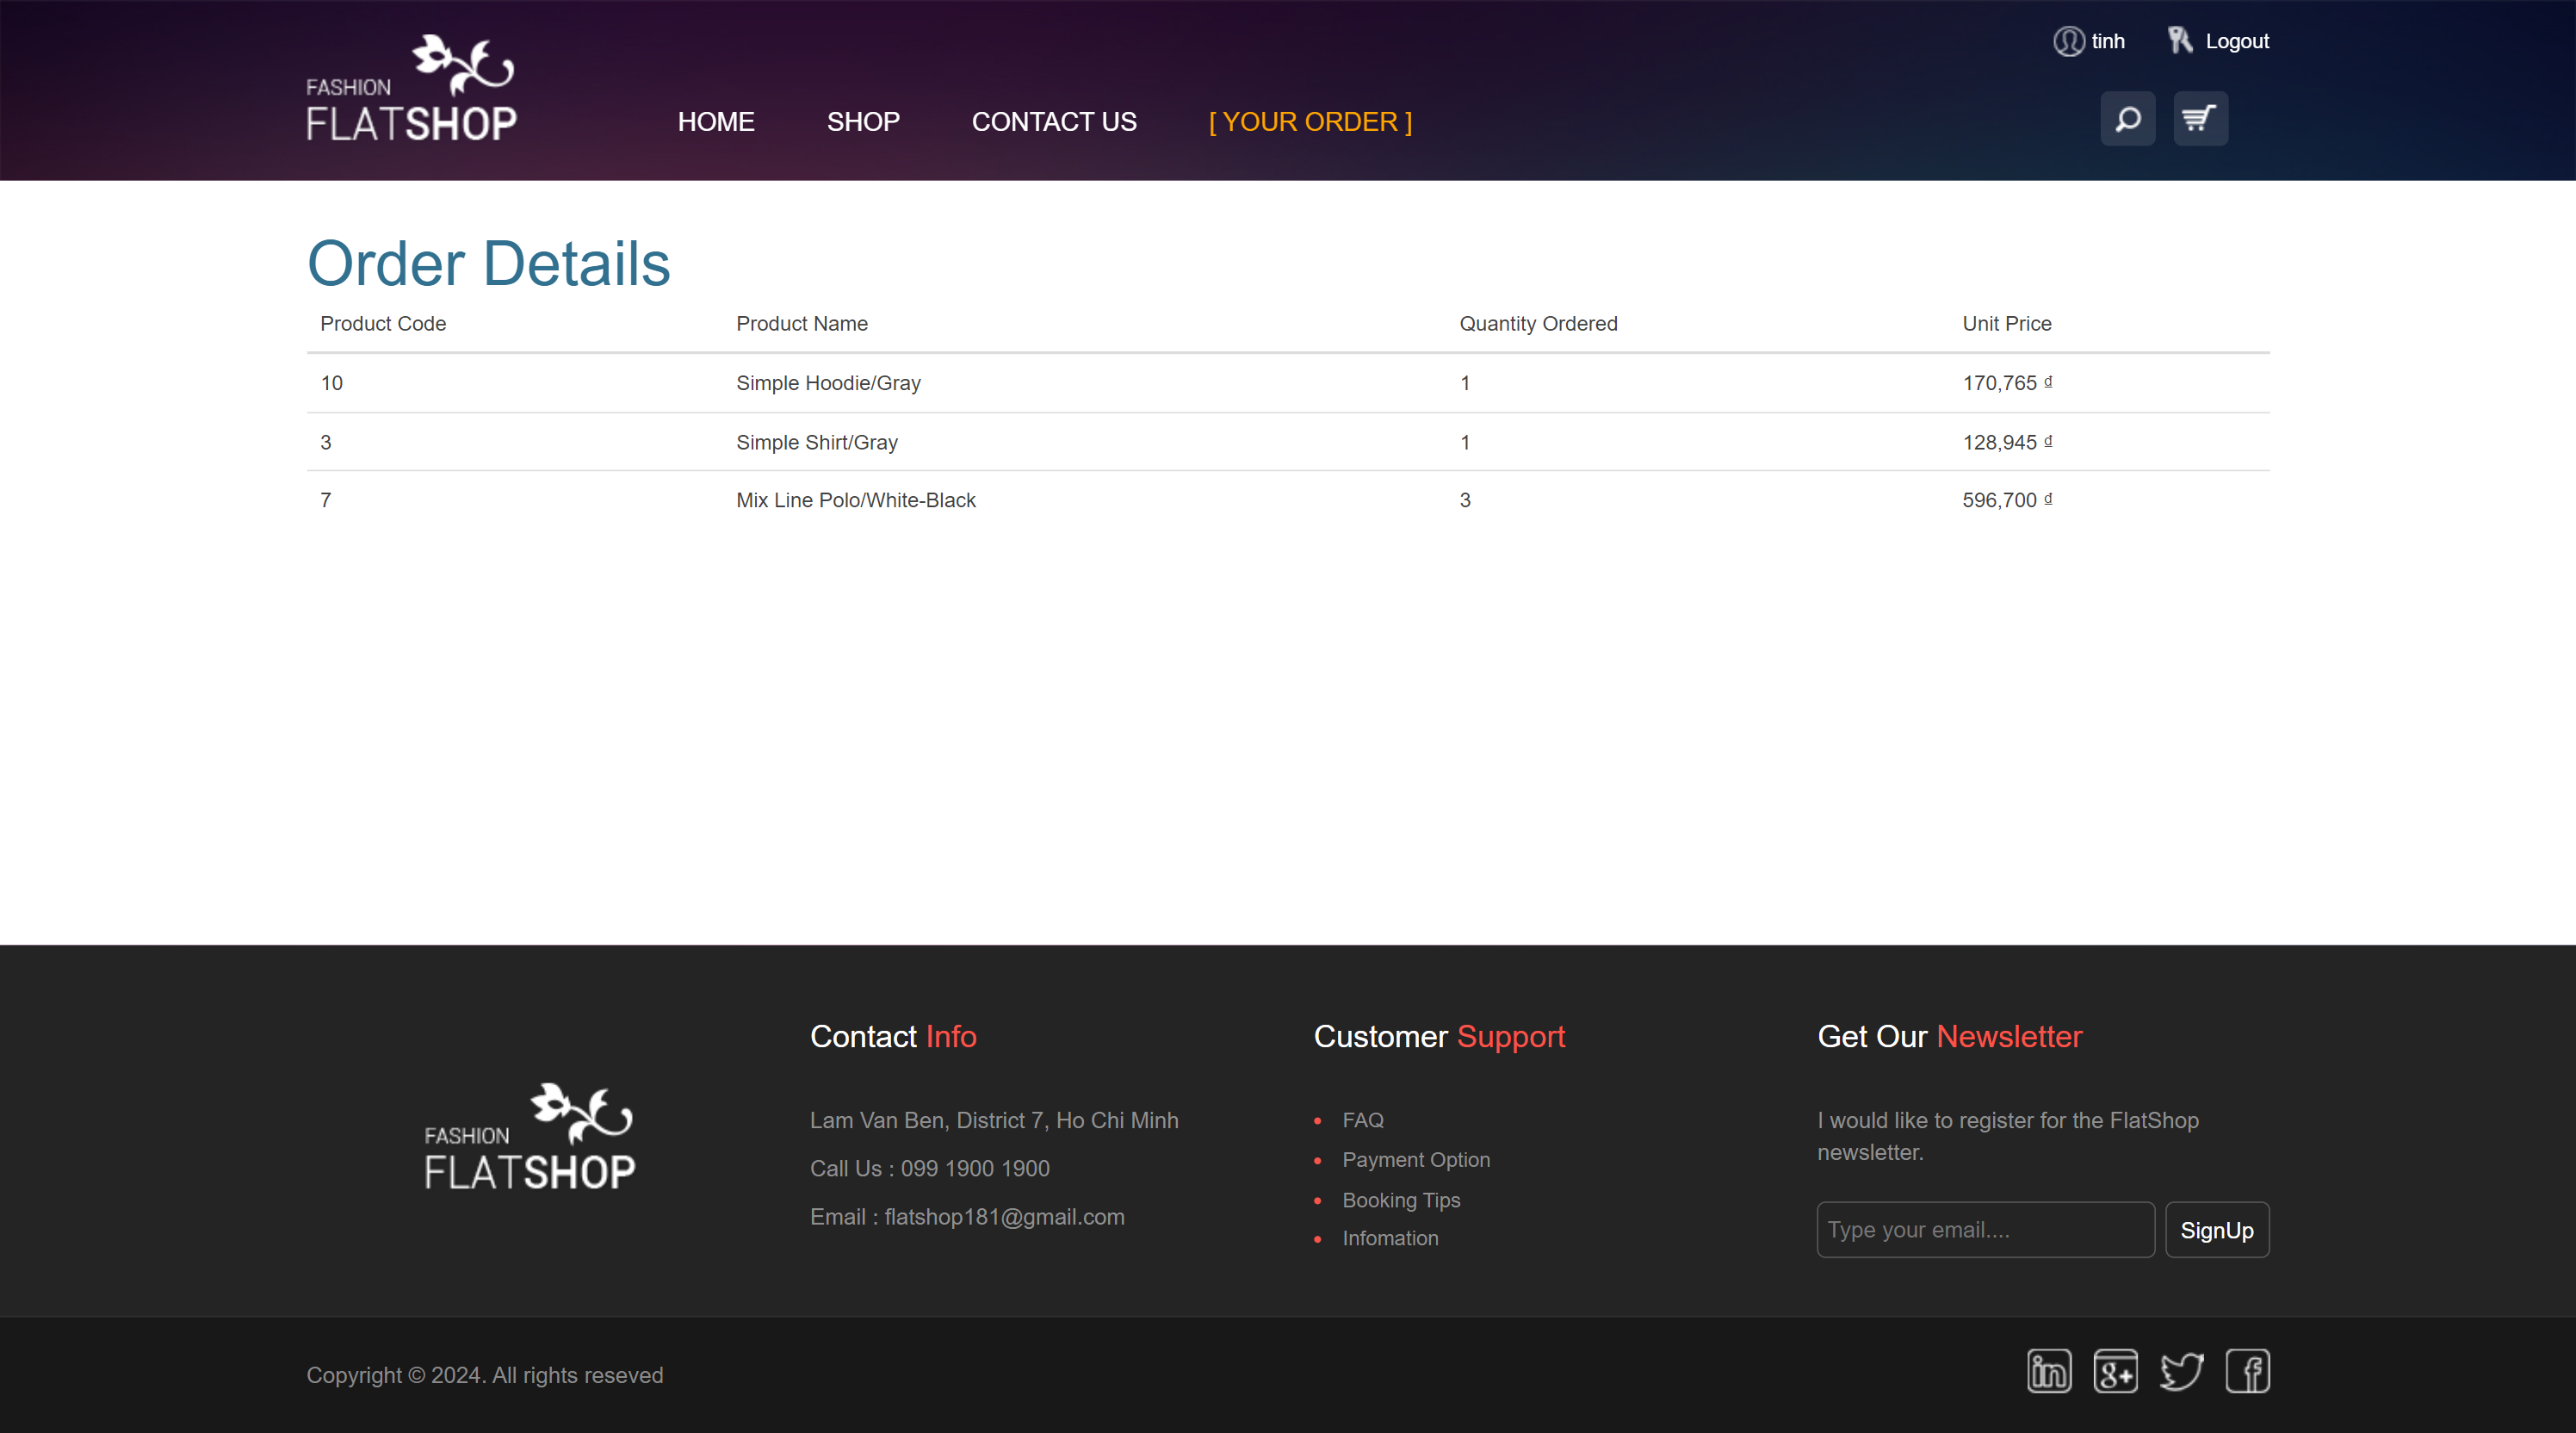 tinh Logout
FASHION
FLATSHOP
HOME SHOP CONTACT US [ YOUR ORDER ]
Order Details
Product Code Product Name Quantity Ordered Unit Price
10 Simple Hoodie/Gray 1 170,765 ₫
3 Simple Shirt/Gray 1 128,945 ₫
7 Mix Line Polo/White-Black 3 596,700 ₫
FASHION
FLATSHOP
Contact Info
Lam Van Ben, District 7, Ho Chi Minh
Call Us : 099 1900 1900
Email : flatshop181@gmail.com
Customer Support
FAQ
Payment Option
Booking Tips
Infomation
Get Our Newsletter
I would like to register for the FlatShop
newsletter.
Type your email.... SignUp
Copyright © 2024. All rights reseved
in g+ f